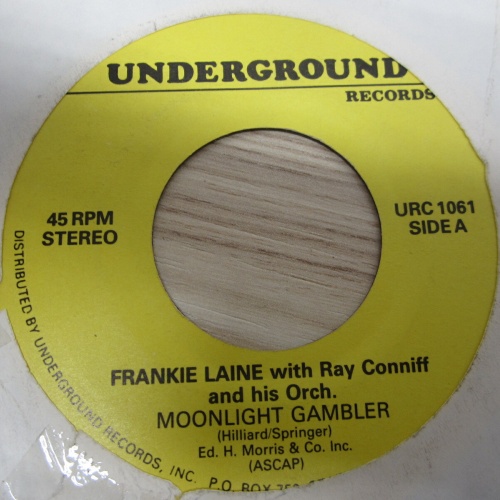 UNDERGROUND
RECORDS
45 RPM
STEREO
URC 1061
SIDE A
FRANKIE LAINE with Ray Conniff
and his Orch.
MOONLIGHT GAMBLER
(Hilliard/Springer)
Ed. H. Morris & Co. Inc.
(ASCAP)
DISTRIBUTED BY UNDERGROUND RECORDS, INC. P.O. BOX